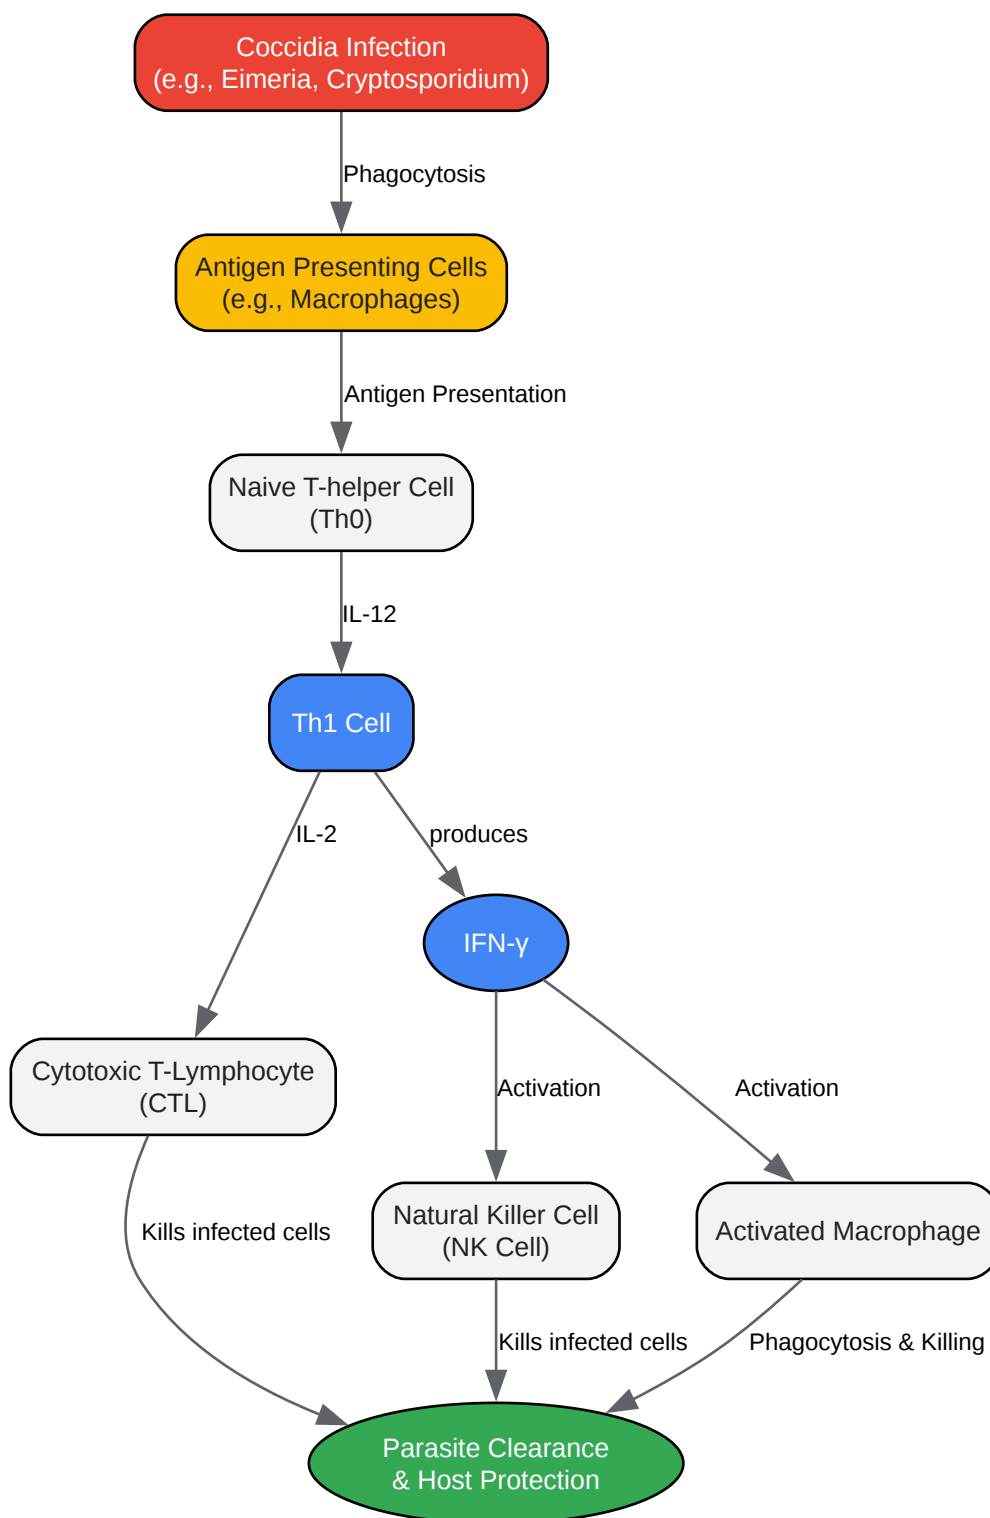 Coccidia Infection
(e.g., Eimeria, Cryptosporidium)
Phagocytosis
Antigen Presenting Cells
(e.g., Macrophages)
Antigen Presentation
Naive T-helper Cell
(Th0)
IL-12
Th1 Cell
IL-2
produces
IFN-γ
Cytotoxic T-Lymphocyte
(CTL)
Activation
Activation
Kills infected cells
Natural Killer Cell
(NK Cell)
Activated Macrophage
Kills infected cells
Phagocytosis & Killing
Parasite Clearance
& Host Protection